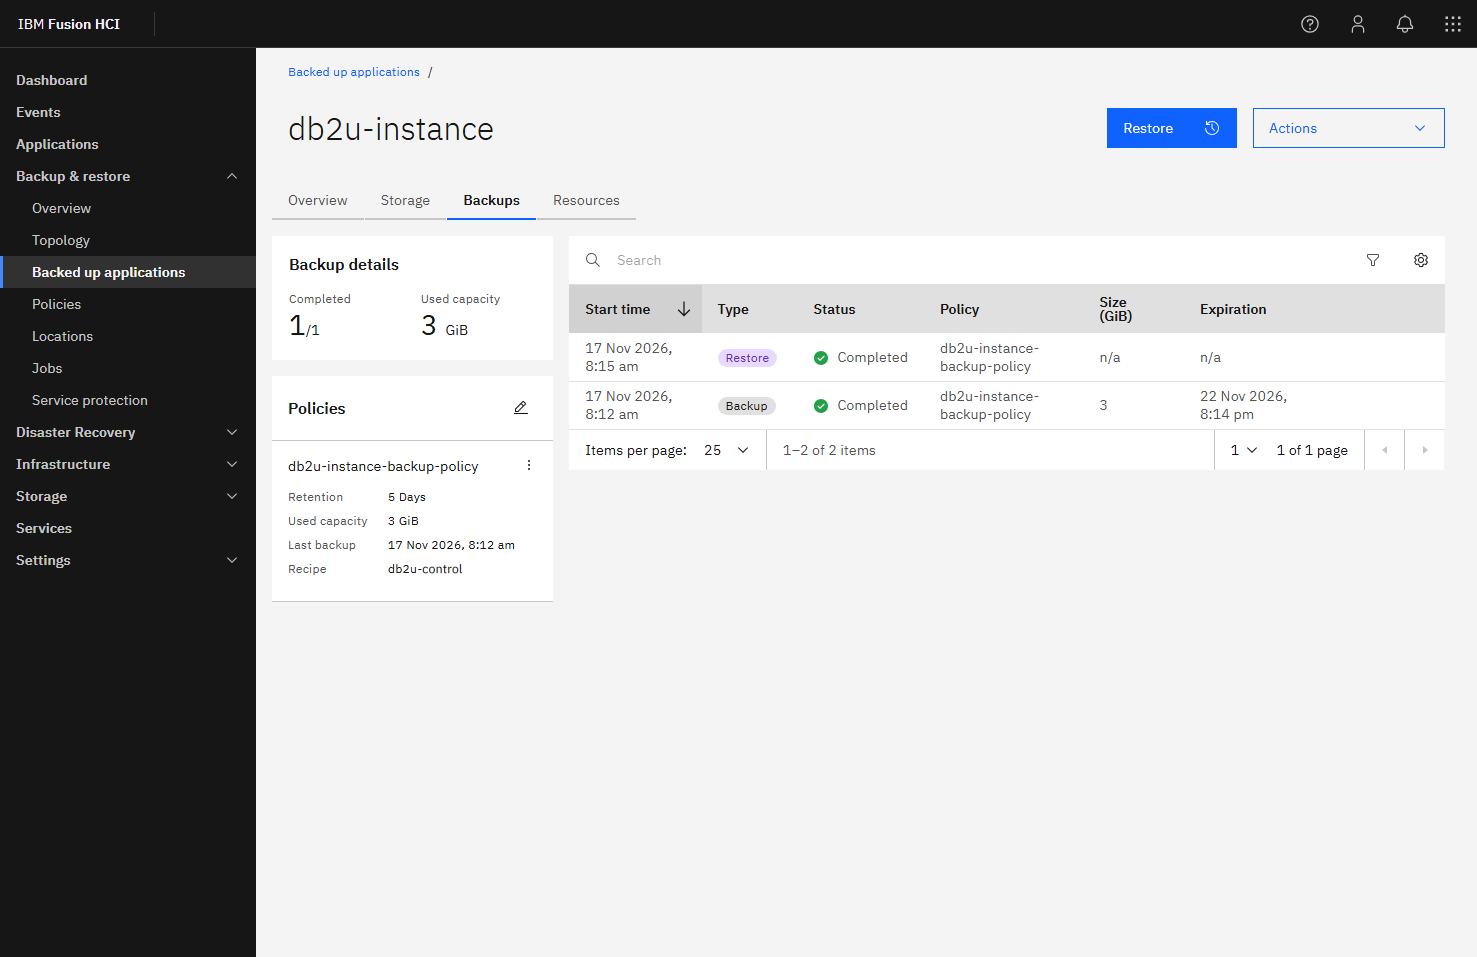 IBM Fusion HCI
Dashboard
Events
Applications
Backup & restore
Overview
Topology
Backed up applications
Policies
Locations
Jobs
Service protection
Disaster Recovery
Infrastructure
Storage
Services
Settings
Backed up applications /
db2u-instance
Restore
Actions
Overview
Storage
Backups
Resources
Backup details
Completed
1/1
Used capacity
3 GiB
Policies
db2u-instance-backup-policy
Retention 5 Days
Used capacity 3 GiB
Last backup 17 Nov 2026, 8:12 am
Recipe db2u-control
Search
Start time
Type
Status
Policy
Size
(GiB)
Expiration
17 Nov 2026,
8:15 am
Restore
Completed
db2u-instance-
backup-policy
n/a
n/a
17 Nov 2026,
8:12 am
Backup
Completed
db2u-instance-
backup-policy
3
22 Nov 2026,
8:14 pm
Items per page: 25
1–2 of 2 items
1
1 of 1 page